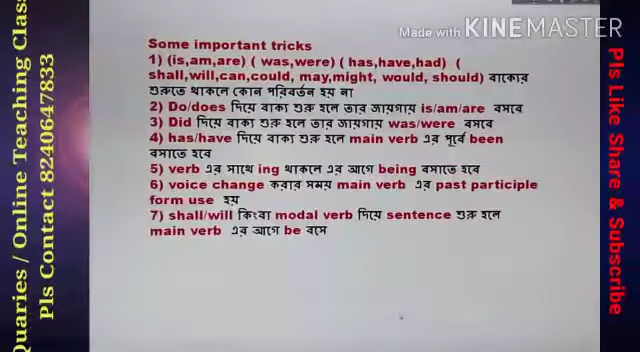 Quaries / Online Teaching Class
Pls Contact 8240647833
Made with KINEMASTER
Some important tricks
1) (is,am,are) ( was,were) ( has,have,had) (
shall,will,can,could, may,might, would, should) বাক্যের
শুরুতে থাকলে কোন পরিবর্তন হয় না
2) Do/does দিয়ে বাক্য শুরু হলে তার জায়গায় is/am/are বসবে
3) Did দিয়ে বাক্য শুরু হলে তার জায়গায় was/were বসবে
4) has/have দিয়ে বাক্য শুরু হলে main verb এর পূর্বে been
বসাতে হবে
5) verb এর সাথে ing থাকলে এর আগে being বসাতে হবে
6) voice change করার সময় main verb এর past participle
form use হয়
7) shall/will কিংবা modal verb দিয়ে sentence শুরু হলে
main verb এর আগে be বসে
Pls Like Share & Subscribe